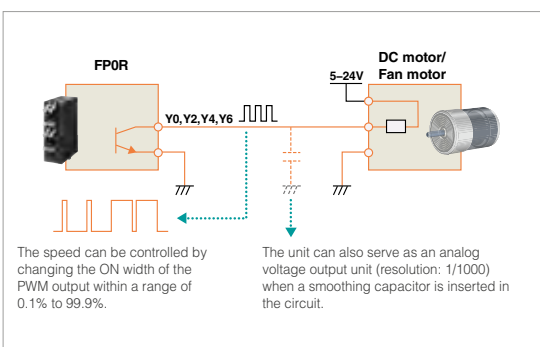 FP0R
DC motor/
Fan motor
5–24V
Y0,Y2,Y4,Y6
The speed can be controlled by
changing the ON width of the
PWM output within a range of
0.1% to 99.9%.
The unit can also serve as an analog
voltage output unit (resolution: 1/1000)
when a smoothing capacitor is inserted in
the circuit.